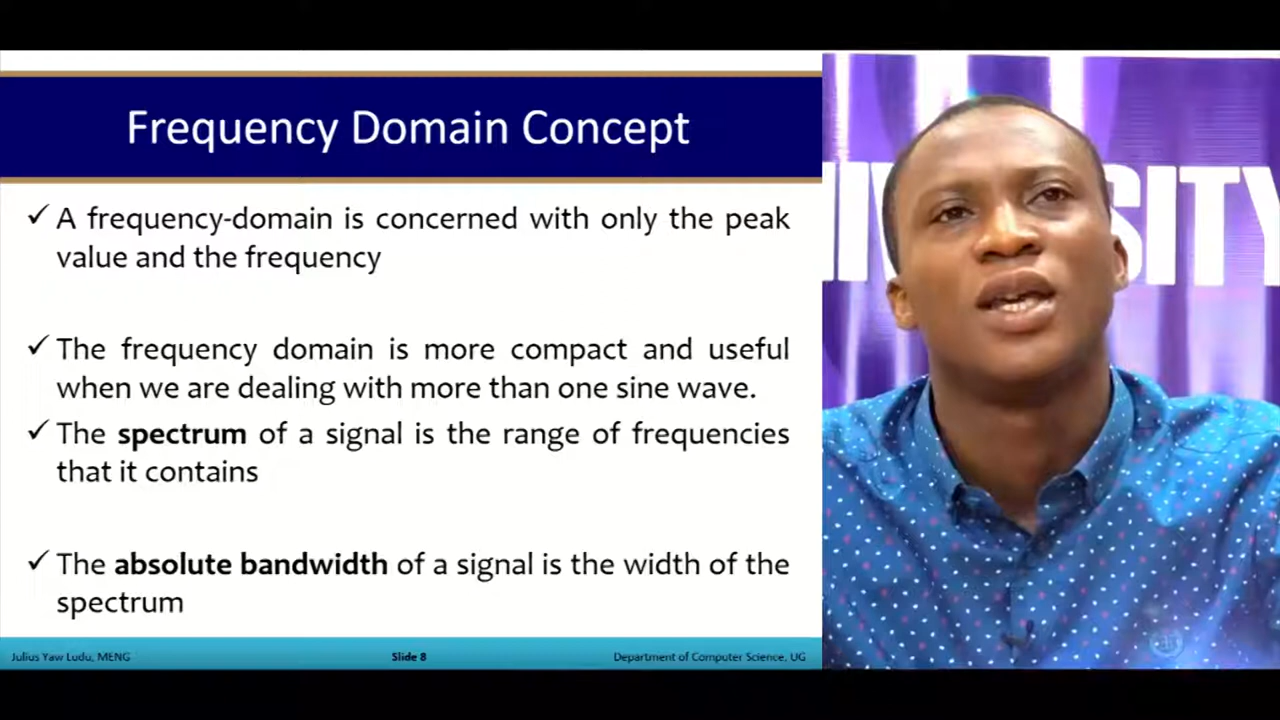 Frequency Domain Concept
✓ A frequency-domain is concerned with only the peak
value and the frequency
✓ The frequency domain is more compact and useful
when we are dealing with more than one sine wave.
✓ The spectrum of a signal is the range of frequencies
that it contains
✓ The absolute bandwidth of a signal is the width of the
spectrum
Julius Yaw Ludu, MENG
Slide 8
Department of Computer Science, UG
SITY